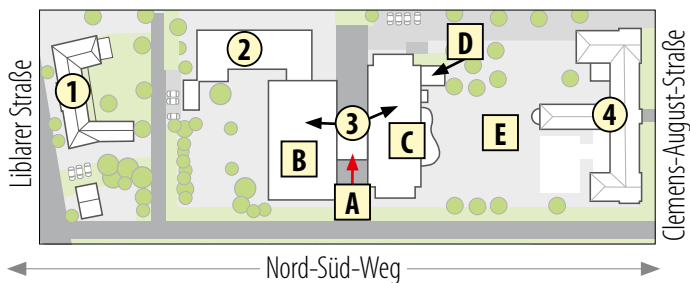 Liblarer Straße
1
2
3
4
A
B
C
D
E
Clemens-August-Straße
Nord-Süd-Weg